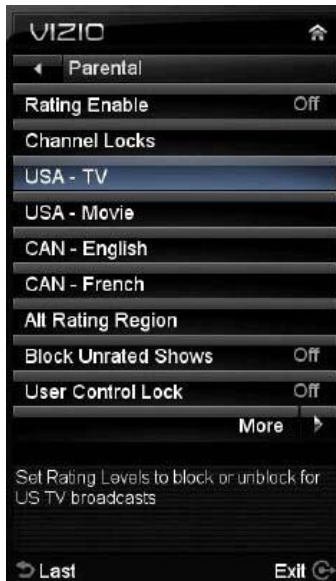 VIZIO
Parental
Rating Enable Off
Channel Locks
USA - TV
USA - Movie
CAN - English
CAN - French
Alt Rating Region
Block Unrated Shows Off
User Control Lock Off
More
Set Rating Levels to block or unblock for
US TV broadcasts
Last Exit